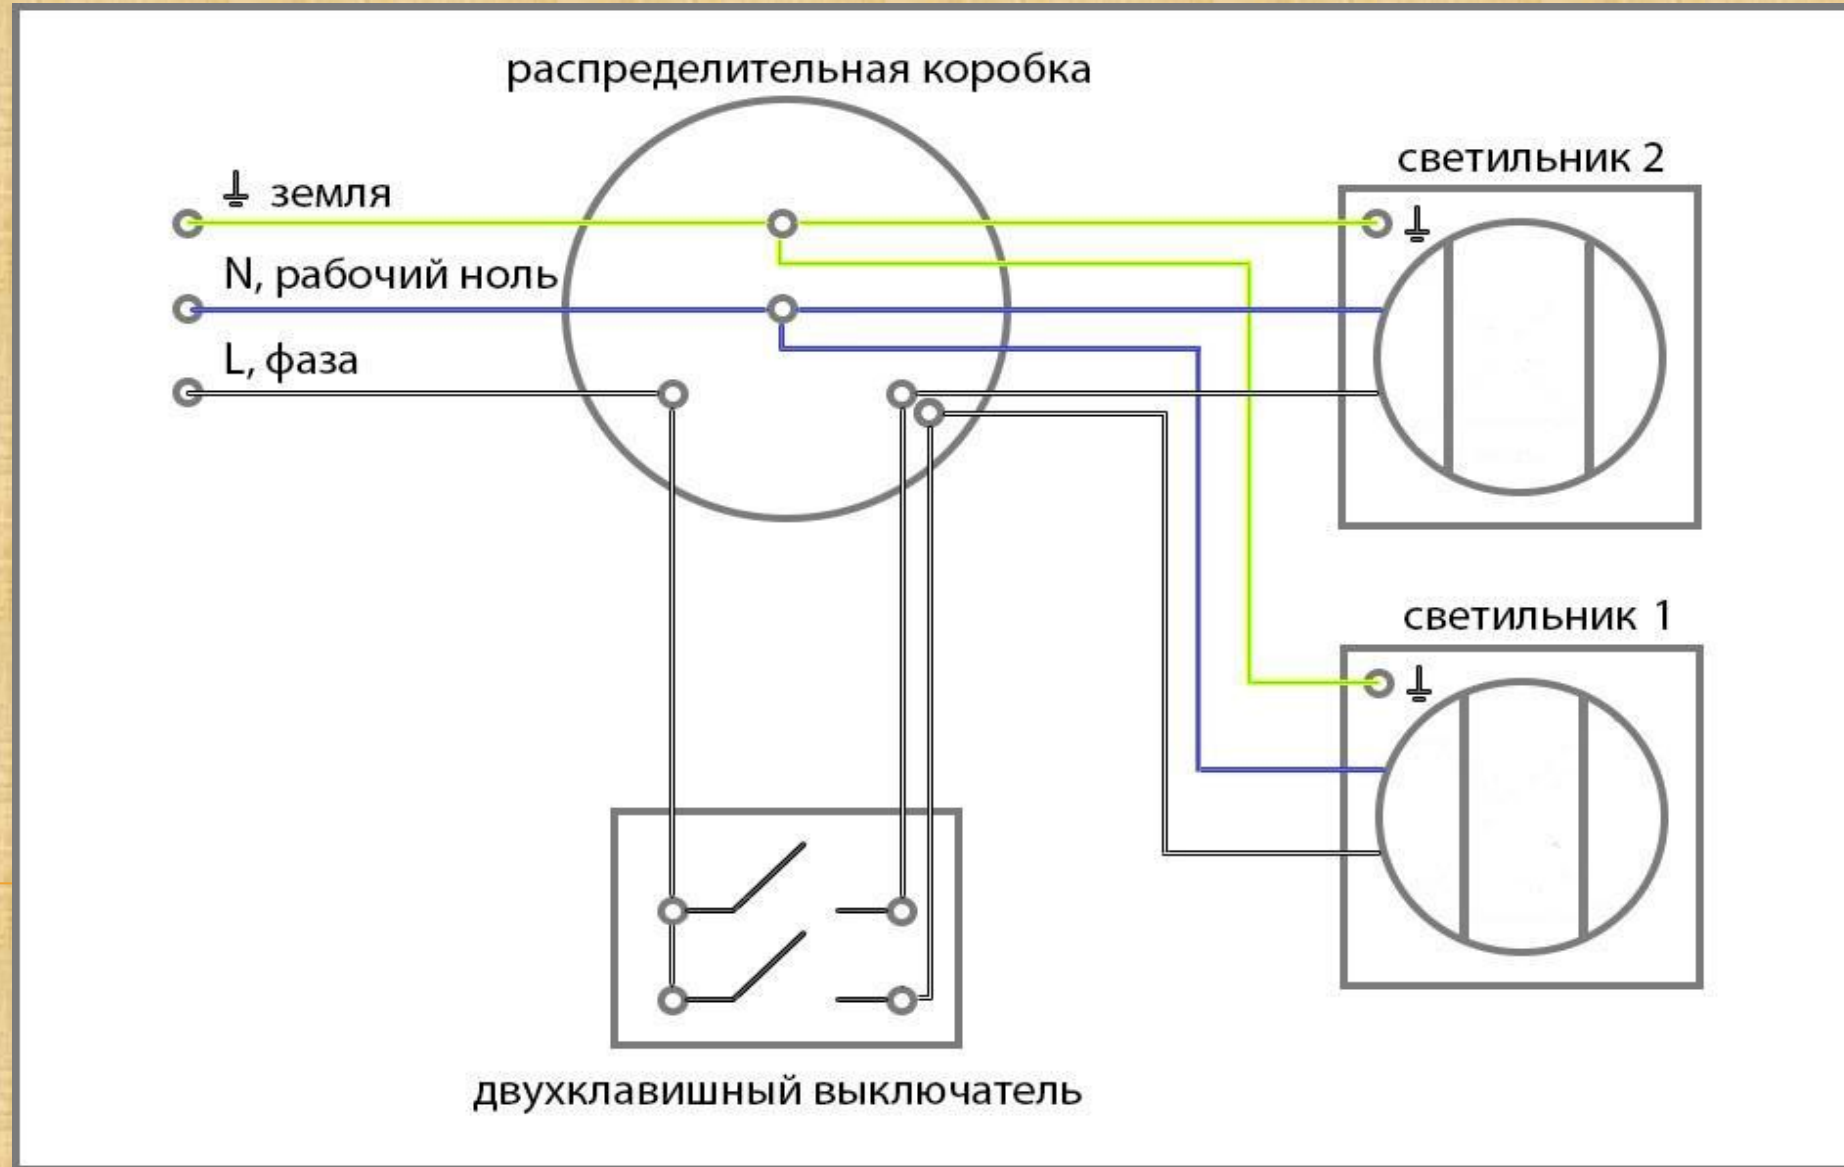 распределительная коробка
светильник 2
земля
N, рабочий ноль
L, фаза
светильник 1
двухклавишный выключатель